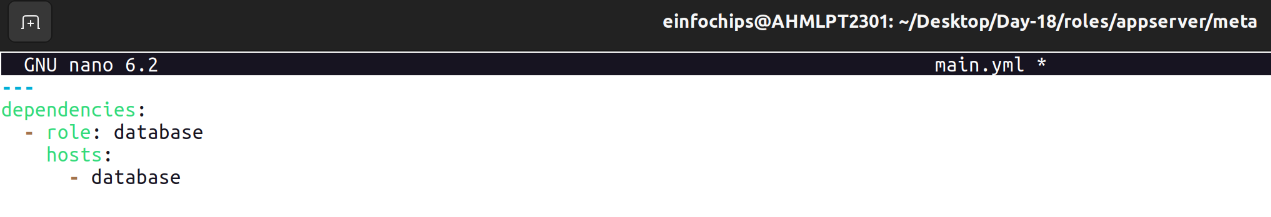 einfochips@AHMLPT2301: ~/Desktop/Day-18/roles/appserver/meta
GNU nano 6.2 main.yml *
---
dependencies:
  - role: database
    hosts:
      - database